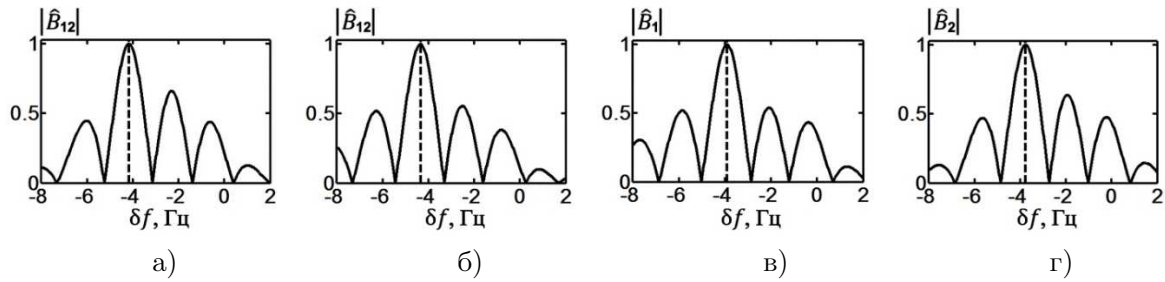 |B̂₁₂| |B̂₁₂| |B̂₁| |B̂₂|
1 1 1 1
0.5 0.5 0.5 0.5
0 0 0 0
-8 -6 -4 -2 0 2 -8 -6 -4 -2 0 2 -8 -6 -4 -2 0 2 -8 -6 -4 -2 0 2
δf, Гц δf, Гц δf, Гц δf, Гц
а) б) в) г)